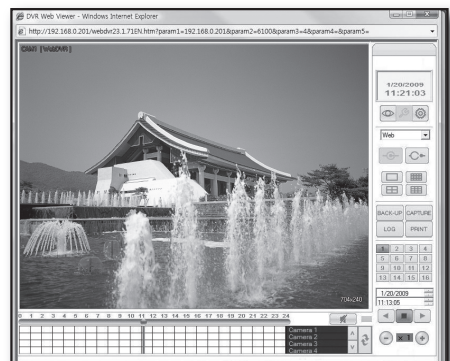 DVR Web Viewer - Windows Internet Explorer
http://192.168.0.201/webdvr23.1.71EN.htm?param1=192.168.0.201&param2=6100&param3=4&param4=&param5=
CAM1 [WebDVR]
1/20/2009
11:21:03
Web
BACK-UP CAPTURE
LOG PRINT
1 2 3 4
5 6 7 8
9 10 11 12
13 14 15 16
704x240
1/20/2009
11:13:05
0 1 2 3 4 5 6 7 8 9 10 11 12 13 14 15 16 17 18 19 20 21 22 23 24
Camera 1
Camera 2
Camera 3
Camera 4
×1